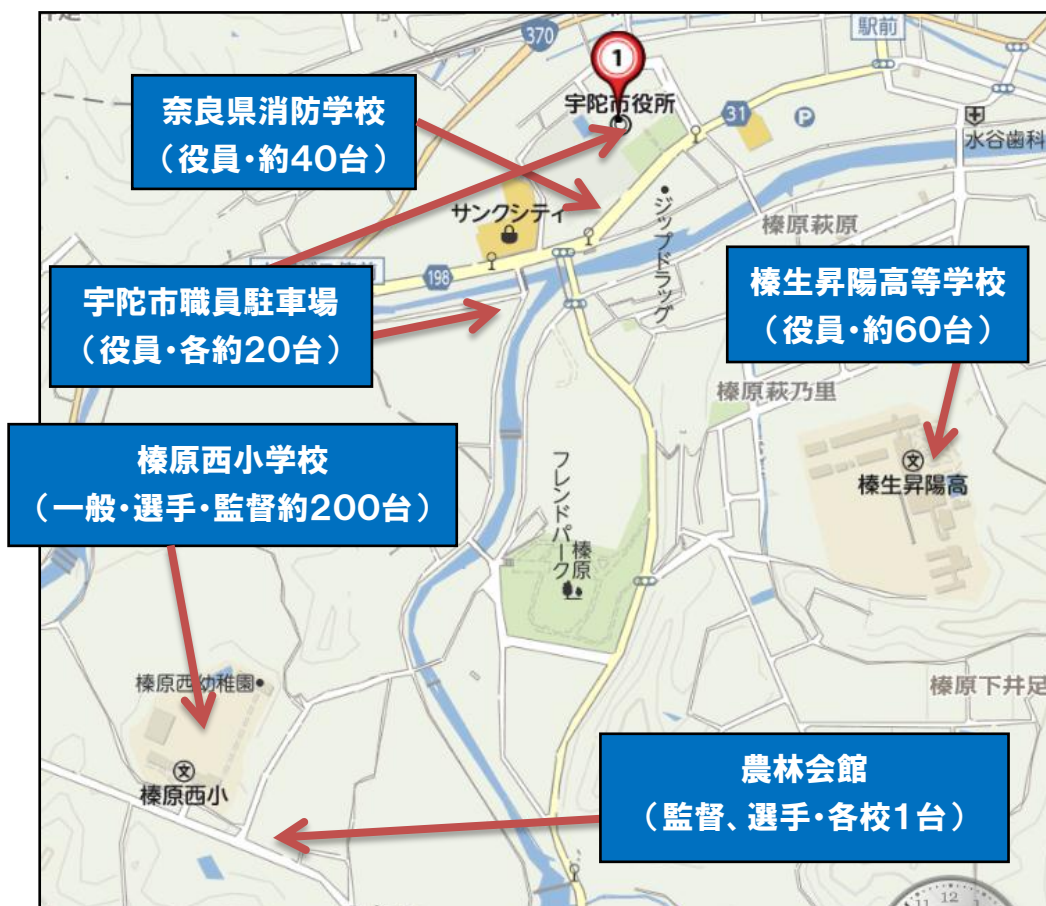 370
駅前
1
宇陀市役所
奈良県消防学校
（役員・約40台）
31
P
水谷歯科
サンクシティ
ジップドラッグ
榛原萩原
198
宇陀市職員駐車場
（役員・各約20台）
榛生昇陽高等学校
（役員・約60台）
榛原萩乃里
文
榛生昇陽高
榛原西小学校
（一般・選手・監督約200台）
フレンドパーク
榛原
榛原西幼稚園
榛原下井足
文
榛原西小
農林会館
（監督、選手・各校1台）
11 12 1